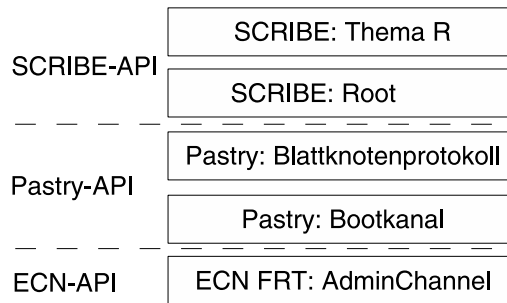 SCRIBE: Thema R
SCRIBE-API
SCRIBE: Root
Pastry: Blattknotenprotokoll
Pastry-API
Pastry: Bootkanal
ECN-API
ECN FRT: AdminChannel